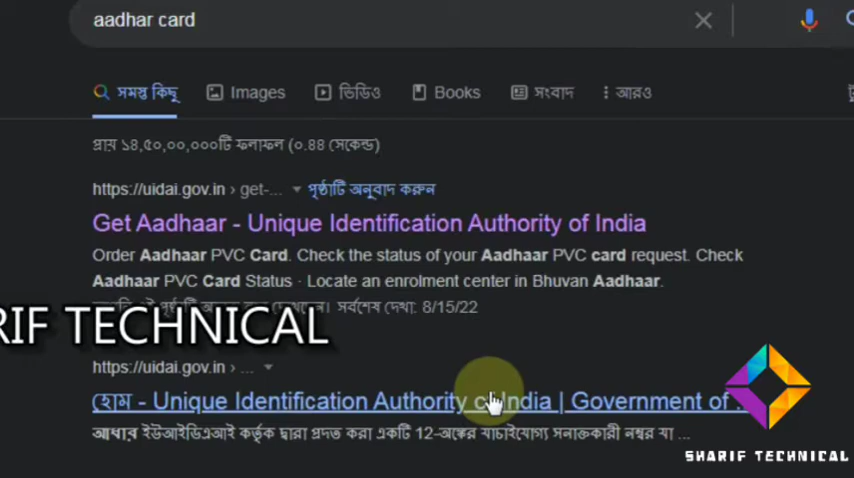 aadhar card
সমস্ত কিছু Images ভিডিও Books সংবাদ আরও
প্রায় ১৪,৫০,০০,০০০টি ফলাফল (০.৪৪ সেকেন্ড)
https://uidai.gov.in › get-... পৃষ্ঠাটি অনুবাদ করুন
Get Aadhaar - Unique Identification Authority of India
Order Aadhaar PVC Card. Check the status of your Aadhaar PVC card request. Check
Aadhaar PVC Card Status · Locate an enrolment center in Bhuvan Aadhaar.
সর্বশেষ দেখা: 8/15/22
RIF TECHNICAL
https://uidai.gov.in › ...
হোম - Unique Identification Authority India | Government of ...
আধার ইউআইডিএআই কর্তৃক দ্বারা প্রদত্ত করা একটি 12-অঙ্কের যাচাইযোগ্য সনাক্তকারী নম্বর যা ...
SHARIF TECHNICAL